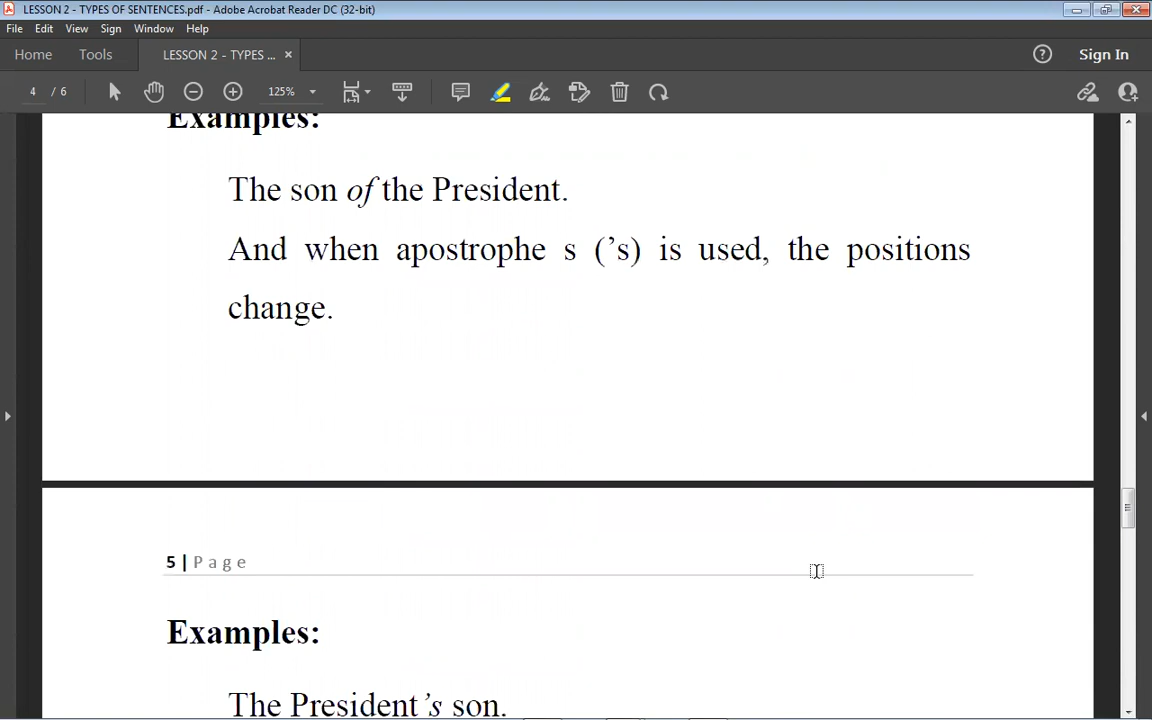 LESSON 2 - TYPES OF SENTENCES.pdf - Adobe Acrobat Reader DC (32-bit)
File Edit View Sign Window Help
Home Tools LESSON 2 - TYPES ... × ? Sign In
4 / 6 125%
Examples:
The son of the President.
And when apostrophe s (’s) is used, the positions
change.
5 | Page
Examples:
The President’s son.